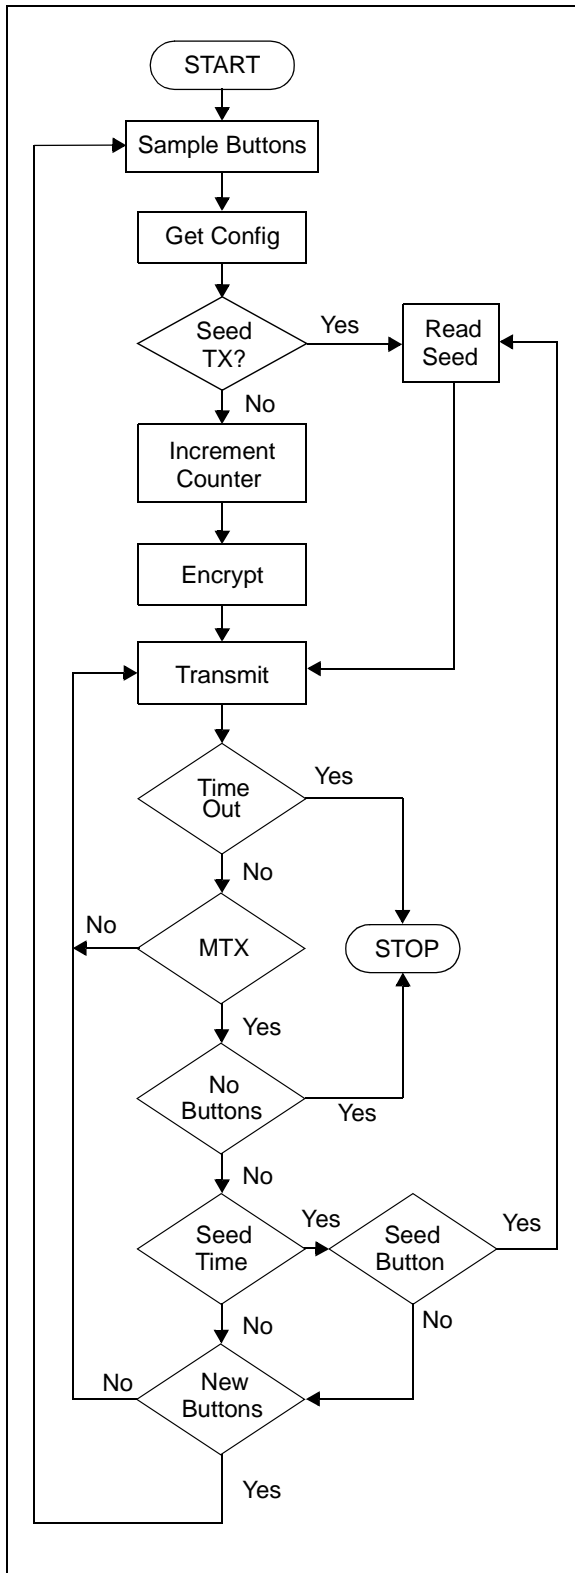 START
Sample Buttons
Get Config
Seed
TX?
Yes
Read
Seed
No
Increment
Counter
Encrypt
Transmit
Time
Out
Yes
No
No
MTX
STOP
Yes
No
Buttons
Yes
No
Seed
Time
Yes
Seed
Button
Yes
No
No
No
New
Buttons
Yes